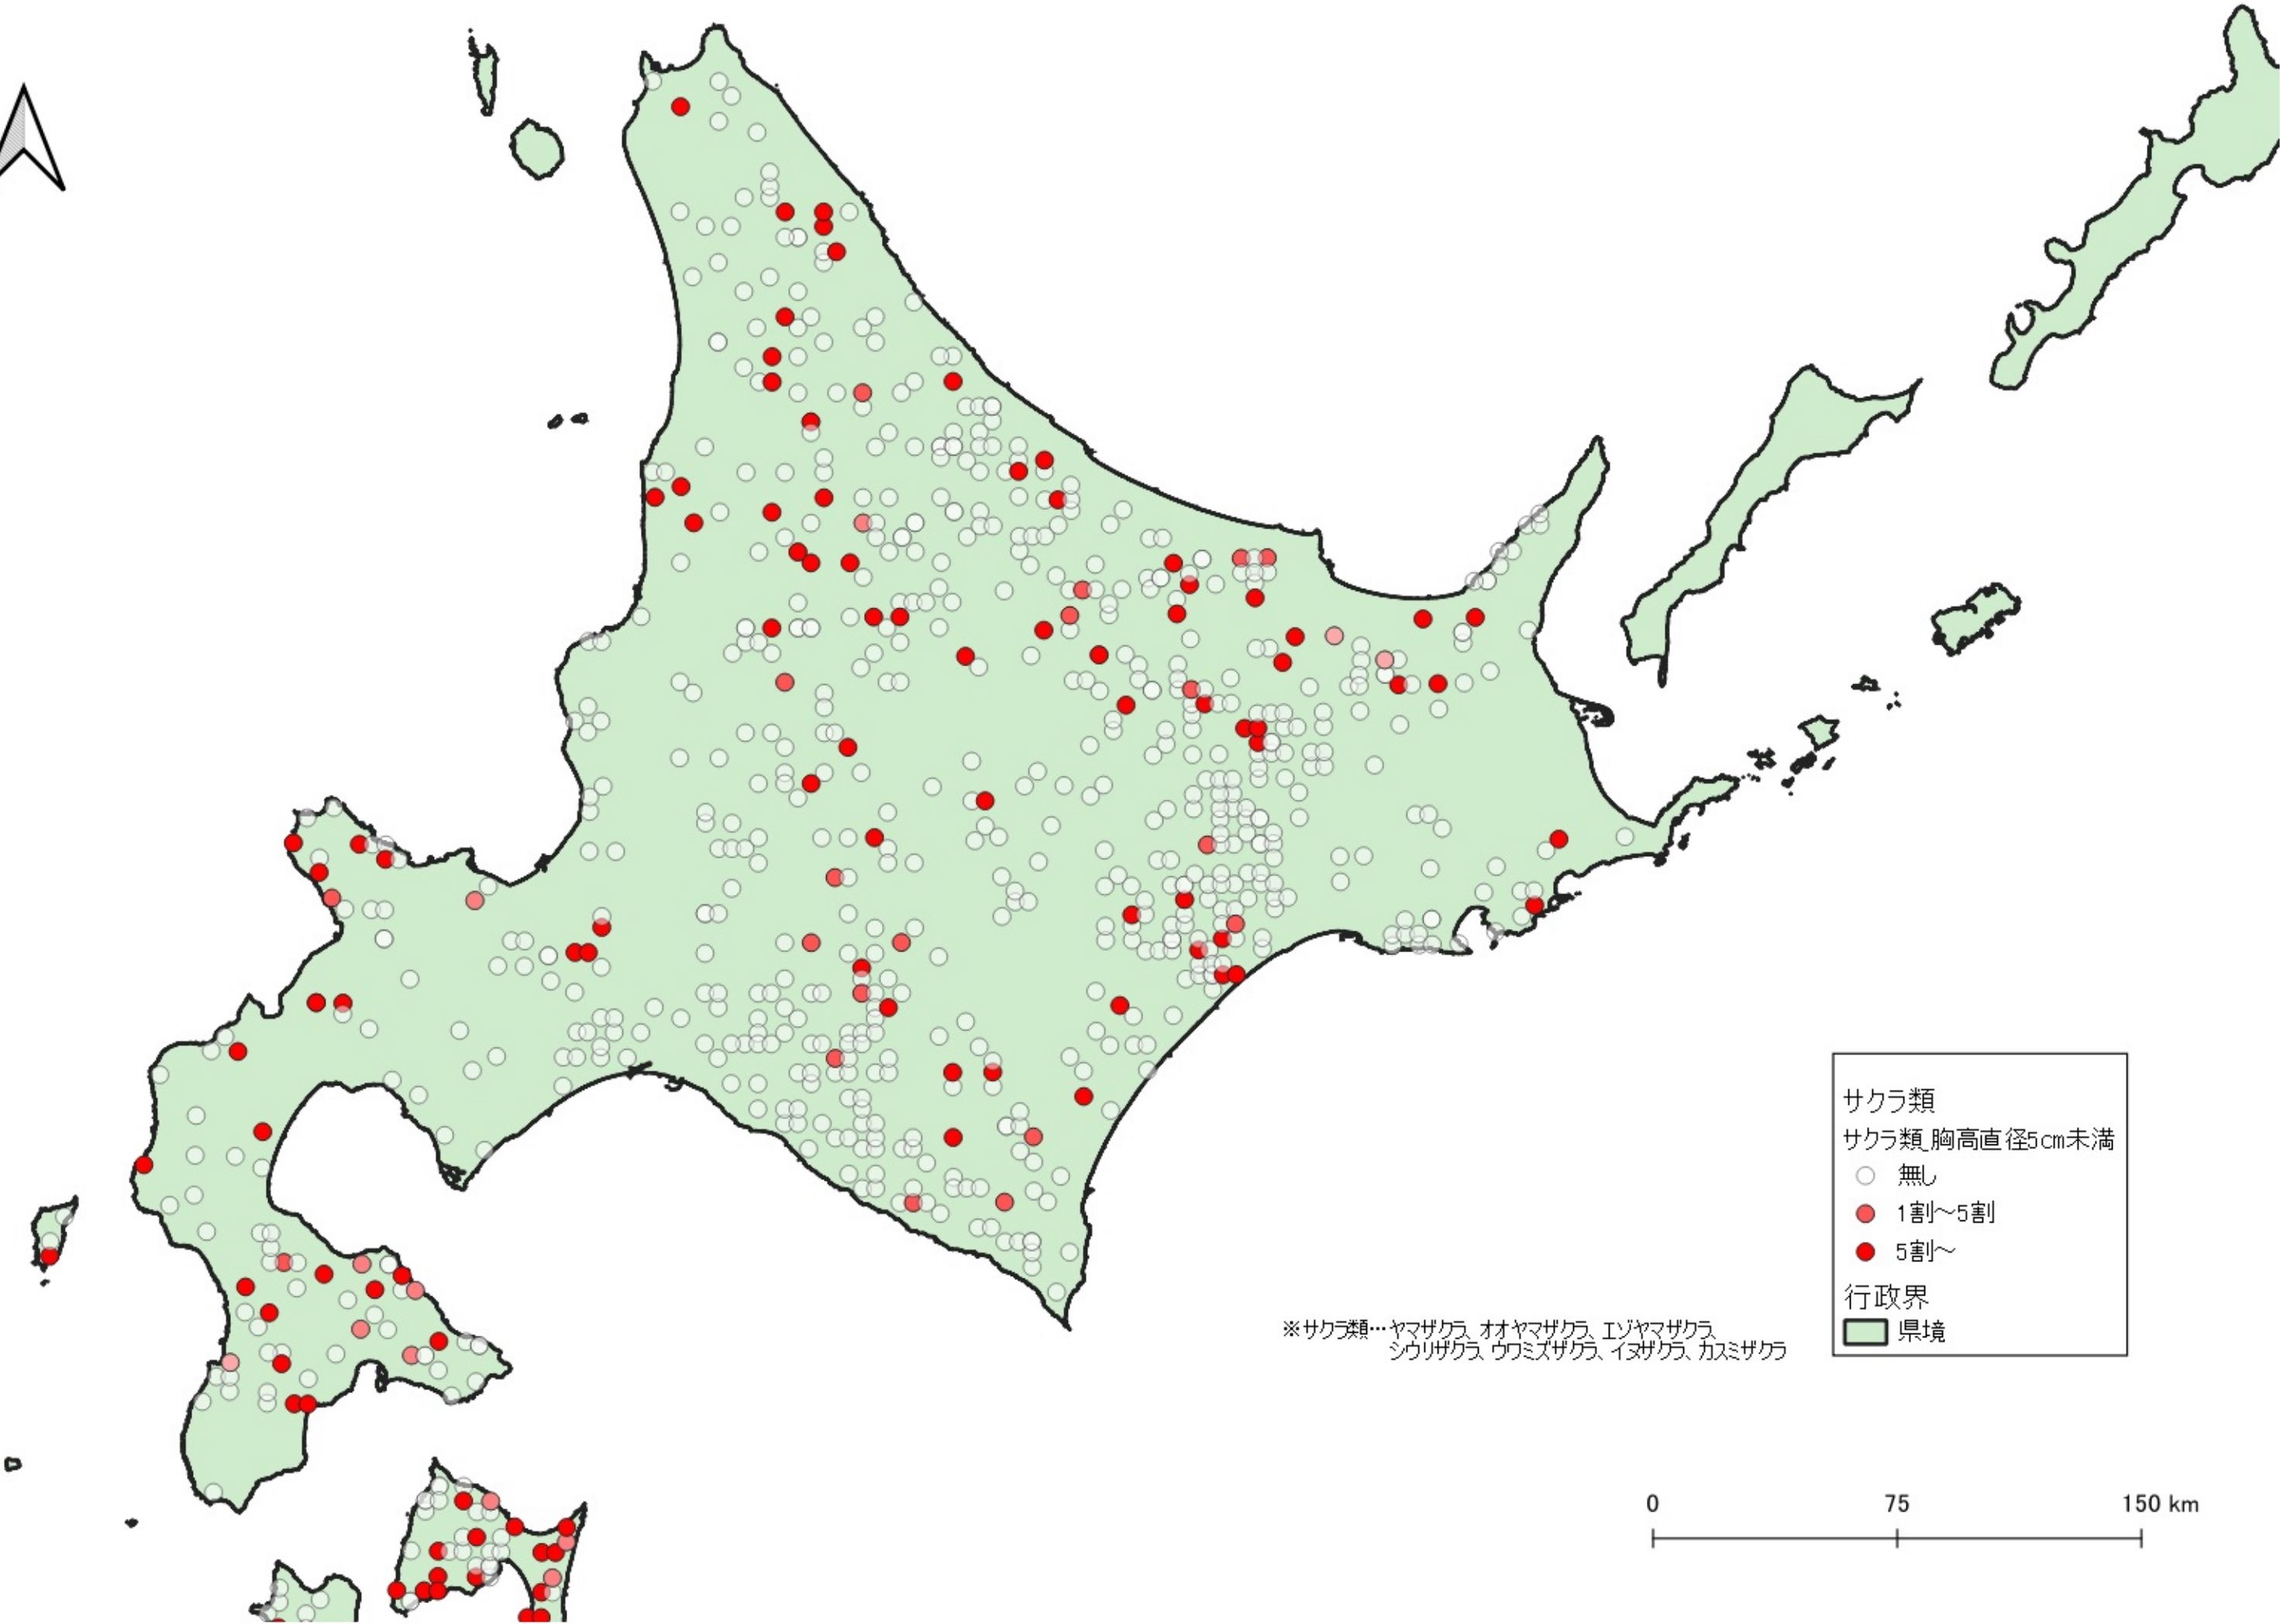 サクラ類
サクラ類_胸高直径5cm未満
無し
1割～5割
5割～
行政界
県境
※サクラ類…ヤマザクラ、オオヤマザクラ、エゾヤマザクラ、
シウリザクラ、ウワミズザクラ、イヌザクラ、カスミザクラ
0 75 150 km